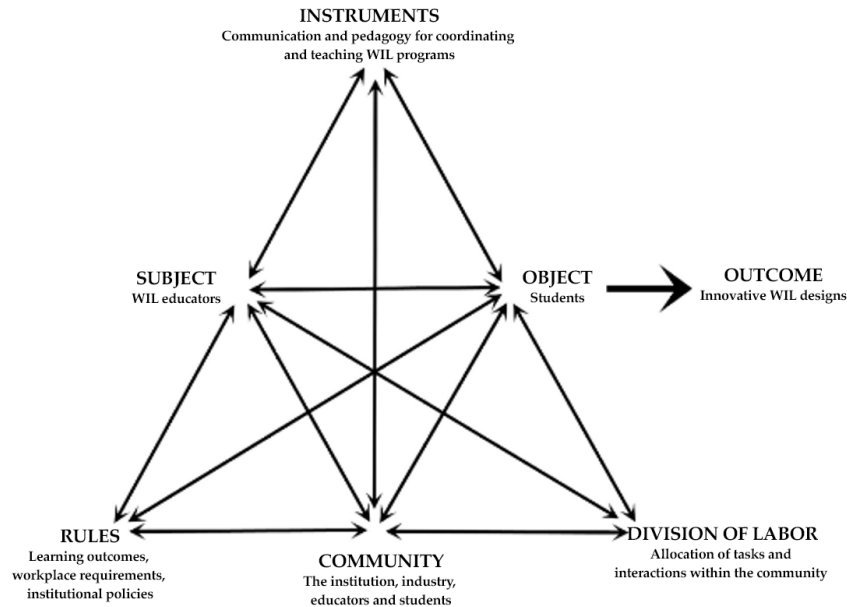 INSTRUMENTS
Communication and pedagogy for coordinating
and teaching WIL programs
SUBJECT
WIL educators
OBJECT
Students
OUTCOME
Innovative WIL designs
RULES
Learning outcomes,
workplace requirements,
institutional policies
COMMUNITY
The institution, industry,
educators and students
DIVISION OF LABOR
Allocation of tasks and
interactions within the community